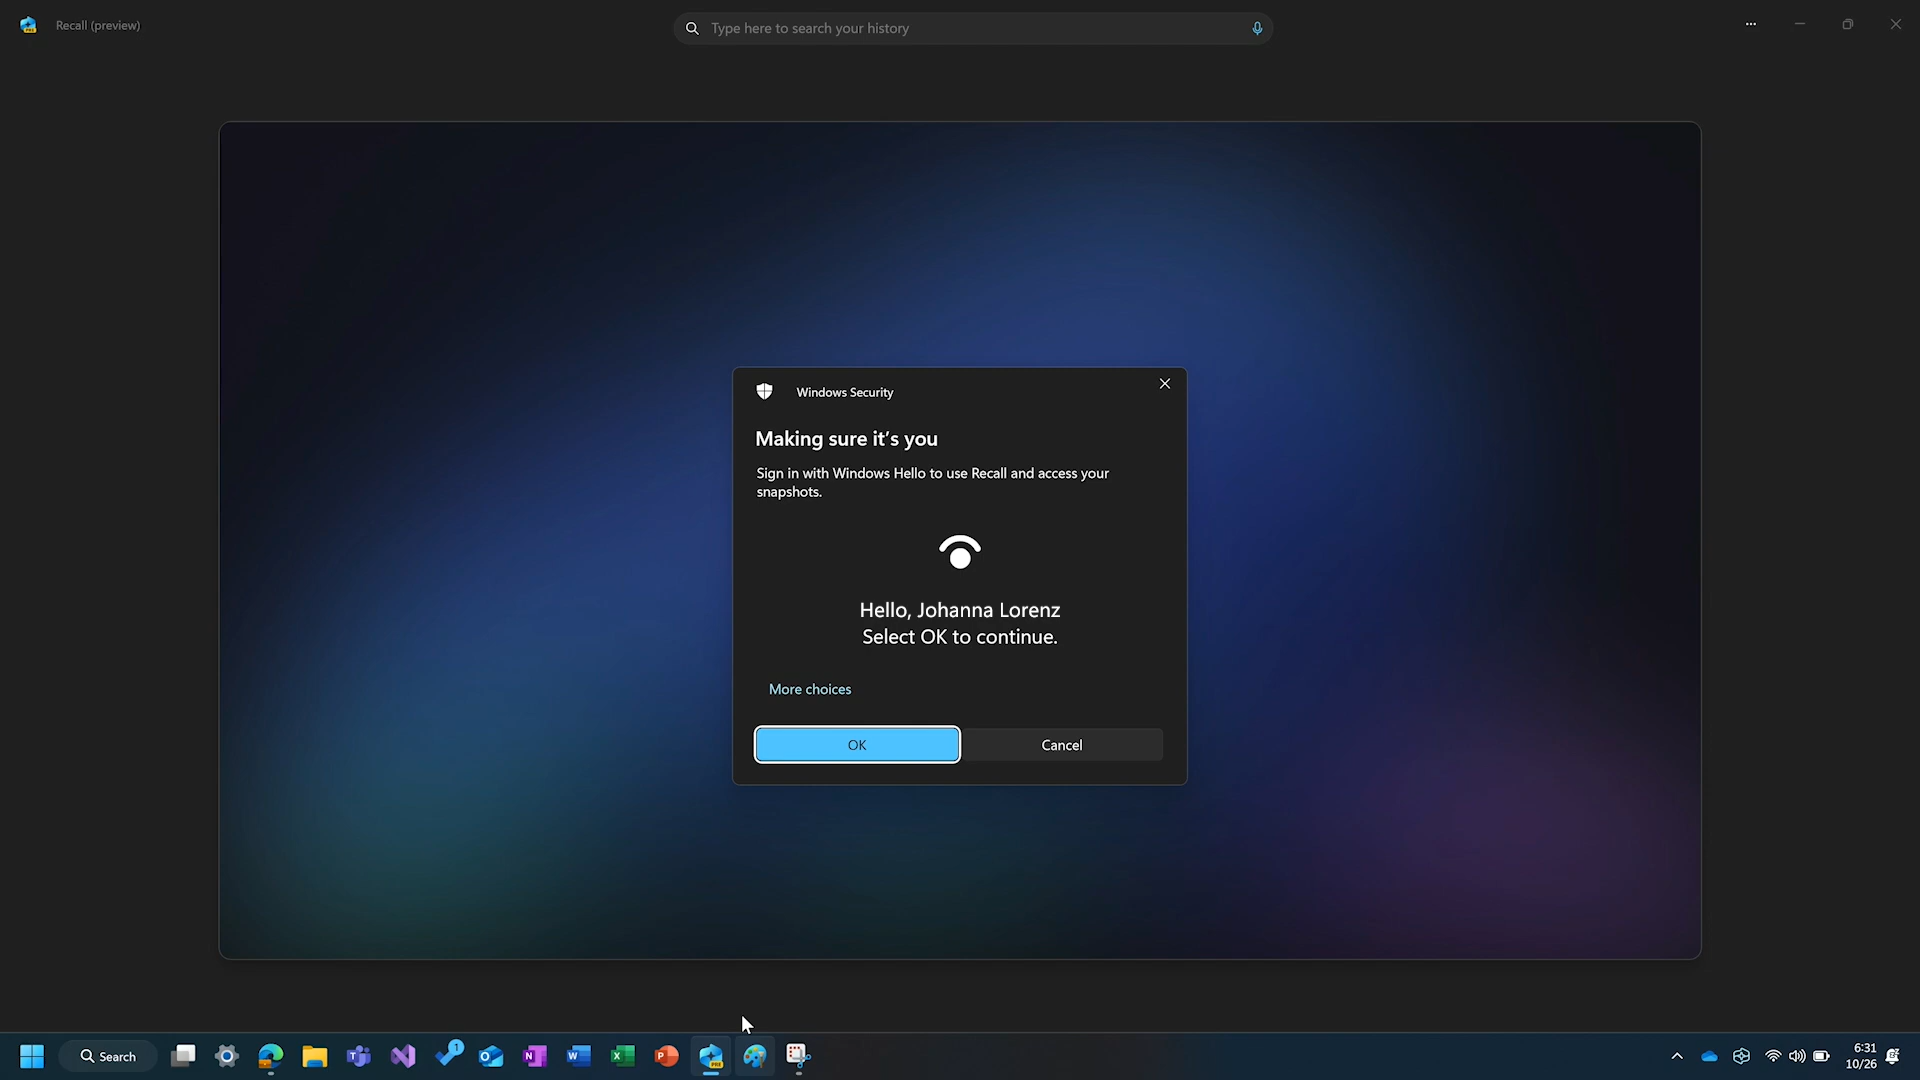 Recall (preview)
Type here to search your history
Windows Security
Making sure it's you
Sign in with Windows Hello to use Recall and access your
snapshots.
Hello, Johanna Lorenz
Select OK to continue.
More choices
OK
Cancel
Search
1
6:31
10/26